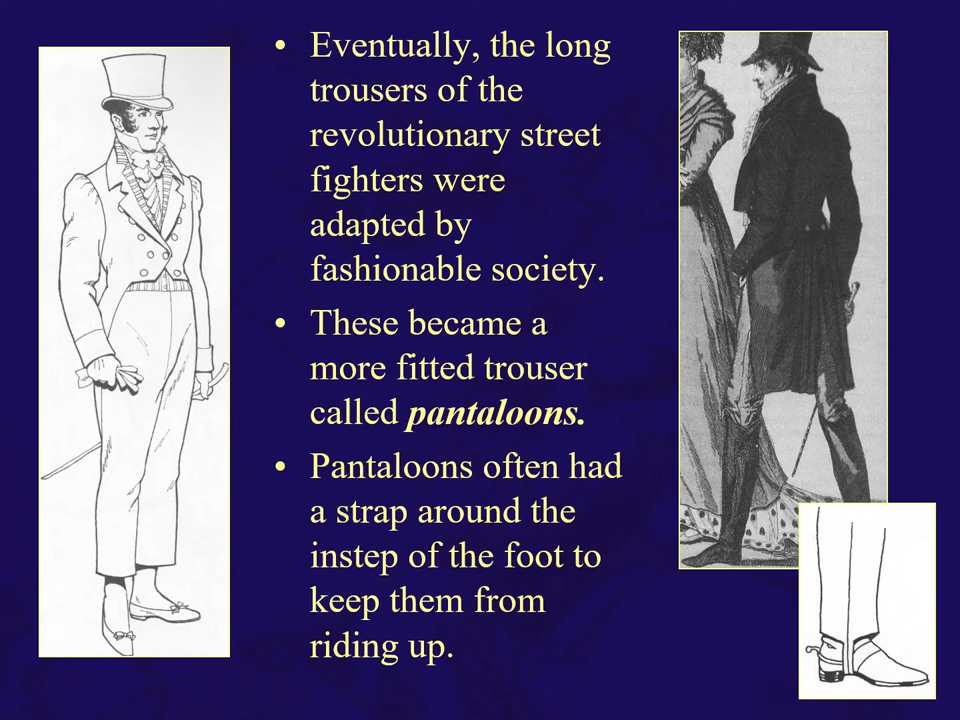 • Eventually, the long
trousers of the
revolutionary street
fighters were
adapted by
fashionable society.
• These became a
more fitted trouser
called pantaloons.
• Pantaloons often had
a strap around the
instep of the foot to
keep them from
riding up.